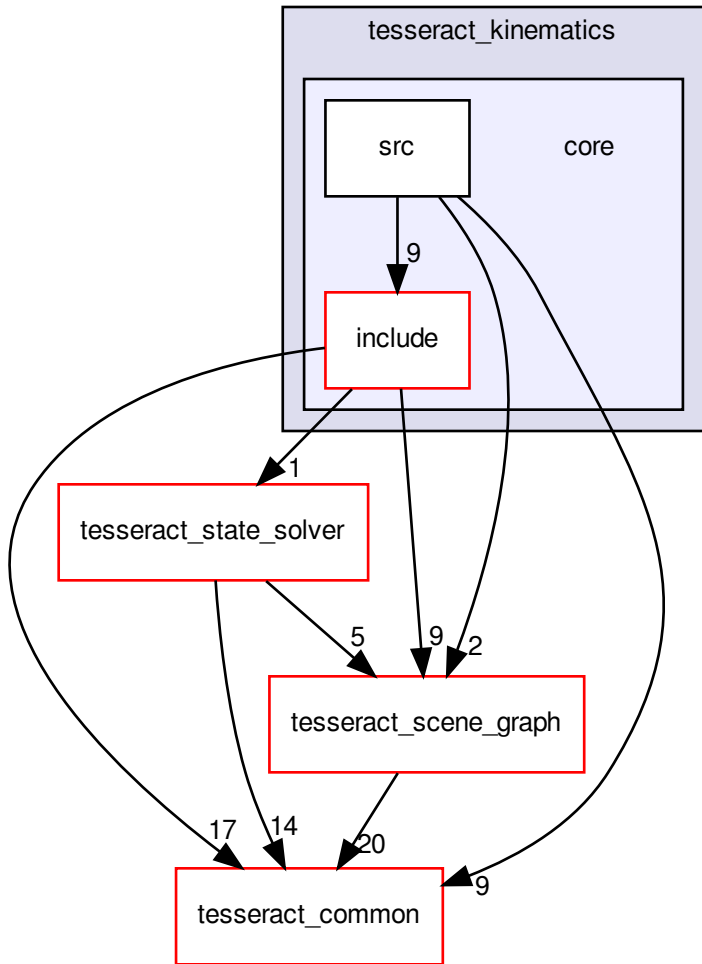 tesseract_kinematics
src
core
9
include
1
tesseract_state_solver
5
9
2
tesseract_scene_graph
17
14
20
9
tesseract_common